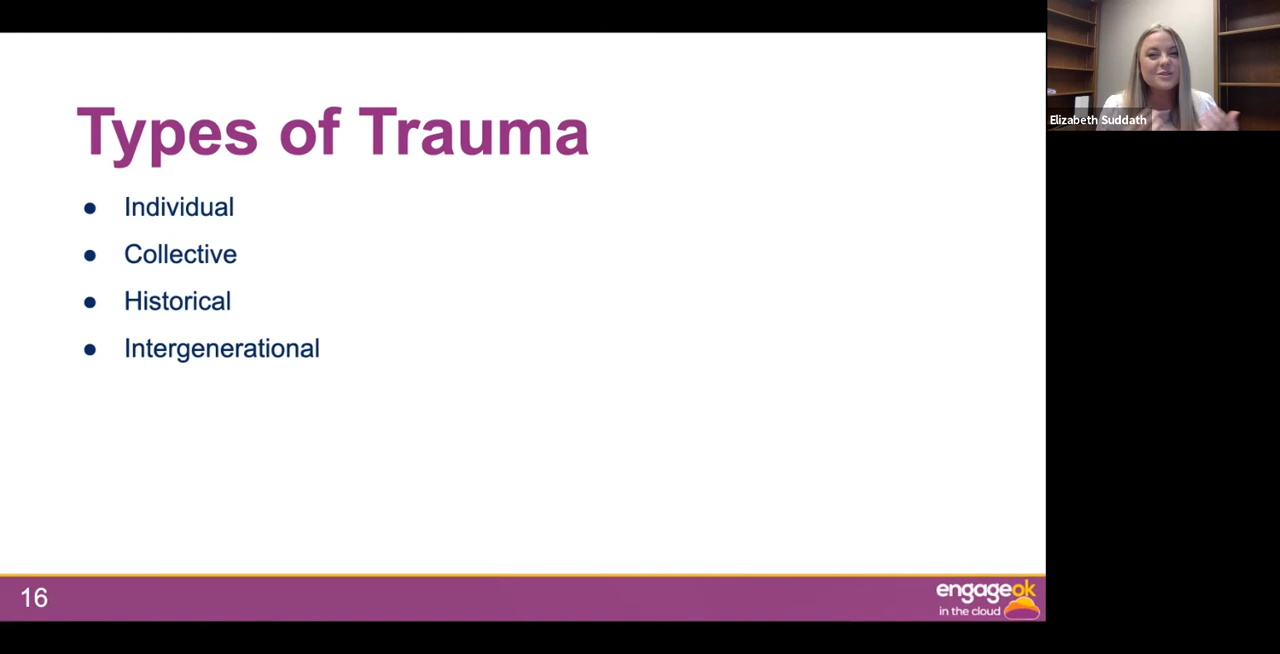 Types of Trauma
● Individual
● Collective
● Historical
● Intergenerational
16
engageok
in the cloud
Elizabeth Suddath